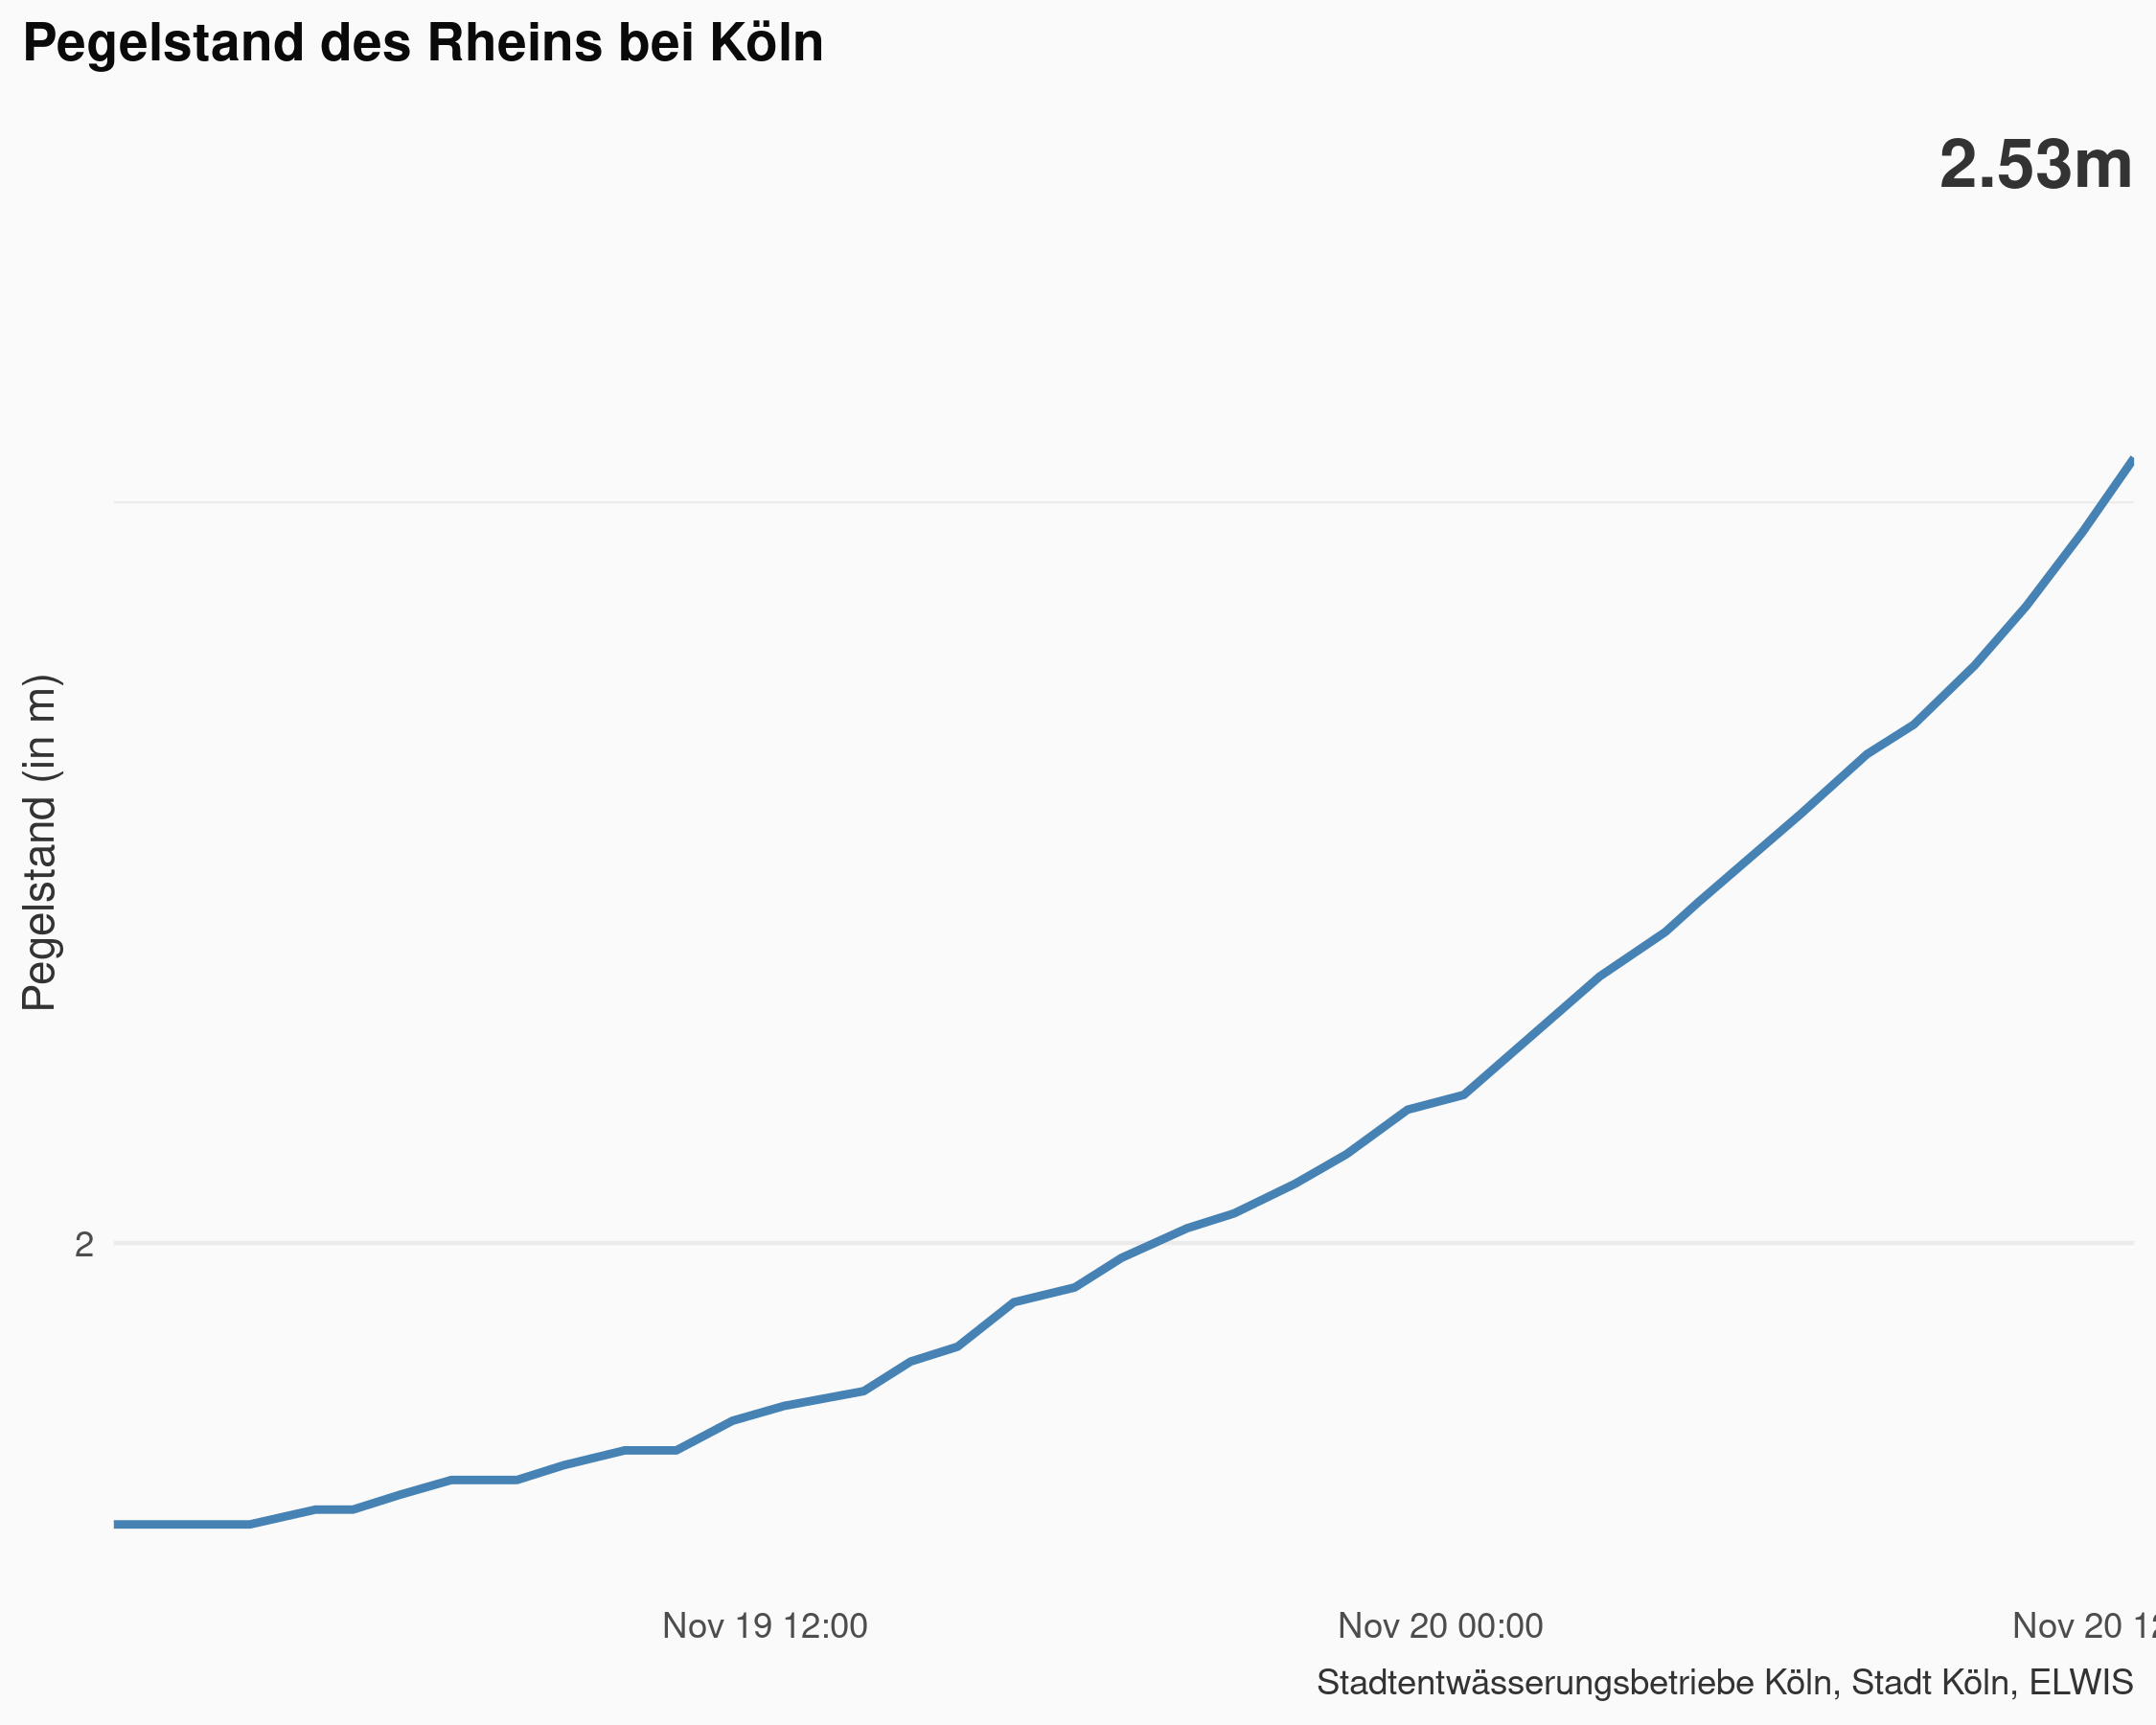 Pegelstand des Rheins bei Köln
2.53m
Pegelstand (in m)
2
Nov 19 12:00
Nov 20 00:00
Nov 20 12
Stadtentwässerungsbetriebe Köln, Stadt Köln, ELWIS